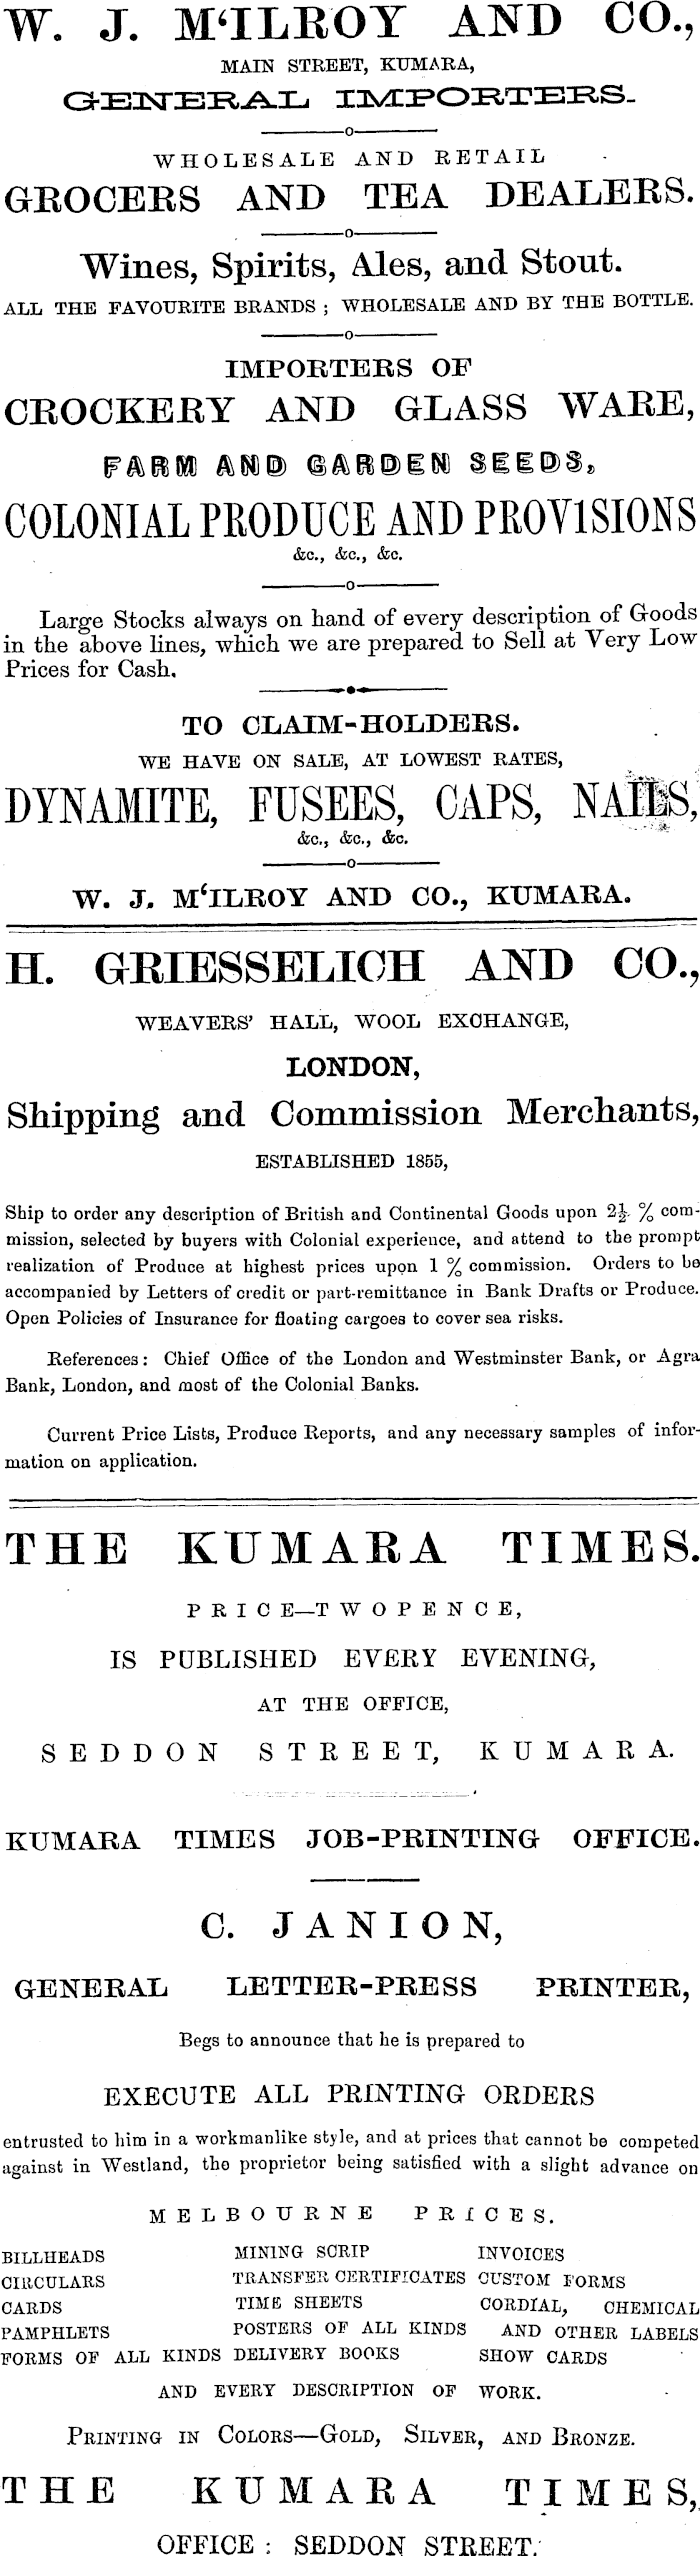 W. J. M‘ILROY AND CO.,
MAIN STREET, KUMARA,
GENERAL IMPORTERS.
WHOLESALE AND RETAIL
GROCERS AND TEA DEALERS.
Wines, Spirits, Ales, and Stout.
ALL THE FAVOURITE BRANDS ; WHOLESALE AND BY THE BOTTLE.
IMPORTERS OF
CROCKERY AND GLASS WARE,
FARM AND GARDEN SEEDS,
COLONIAL PRODUCE AND PROV1SIONS
&c., &c., &c.
Large Stocks always on hand of every description of Goods
in the above lines, which we are prepared to Sell at Very Low
Prices for Cash.
TO CLAIM-HOLDERS.
WE HAVE ON SALE, AT LOWEST RATES,
DYNAMITE, FUSEES, CAPS, NAILS,
&c., &c., &c.
W. J. M‘ILROY AND CO., KUMARA.
H. GRIESSELICH AND CO.,
WEAVERS' HALL, WOOL EXCHANGE,
LONDON,
Shipping and Commission Merchants,
ESTABLISHED 1855,
Ship to order any description of British and Continental Goods upon 2½ % com-
mission, selected by buyers with Colonial experience, and attend to the prompt
realization of Produce at highest prices upon 1 % commission. Orders to be
accompanied by Letters of credit or part-remittance in Bank Drafts or Produce.
Open Policies of Insurance for floating cargoes to cover sea risks.
References: Chief Office of the London and Westminster Bank, or Agra
Bank, London, and most of the Colonial Banks.
Current Price Lists, Produce Reports, and any necessary samples of infor-
mation on application.
THE KUMARA TIMES.
PRICE—TWOPENCE,
IS PUBLISHED EVERY EVENING,
AT THE OFFICE,
SEDDON STREET, KUMARA.
KUMARA TIMES JOB-PRINTING OFFICE.
C. JANION,
GENERAL LETTER-PRESS PRINTER,
Begs to announce that he is prepared to
EXECUTE ALL PRINTING ORDERS
entrusted to him in a workmanlike style, and at prices that cannot be competed
against in Westland, the proprietor being satisfied with a slight advance on
MELBOURNE PRICES.
BILLHEADS MINING SCRIP INVOICES
CIRCULARS TRANSFER CERTIFICATES CUSTOM FORMS
CARDS TIME SHEETS CORDIAL, CHEMICAL
PAMPHLETS POSTERS OF ALL KINDS AND OTHER LABELS
FORMS OF ALL KINDS DELIVERY BOOKS SHOW CARDS
AND EVERY DESCRIPTION OF WORK.
PRINTING IN COLORS—GOLD, SILVER, AND BRONZE.
THE KUMARA TIMES,
OFFICE : SEDDON STREET.